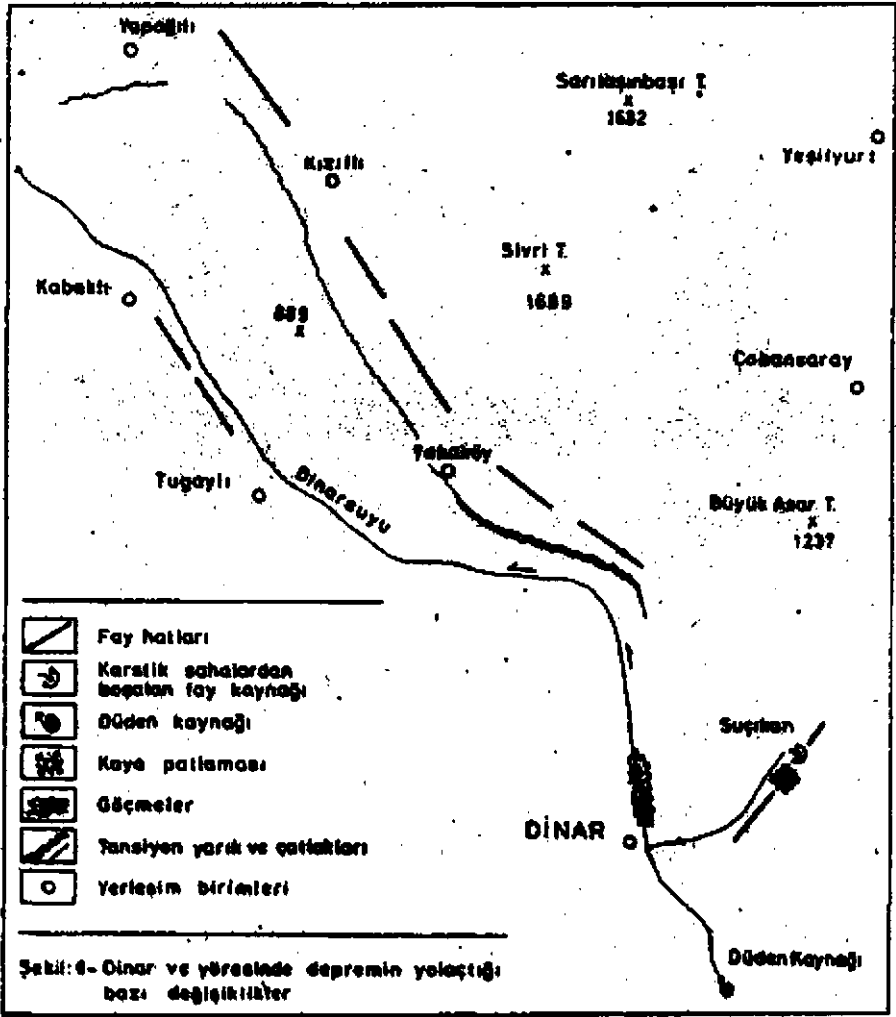 Yapağılı
Sarılaşınbaşı T.
1682
Yeşilyurt
Kızıllı
Sivri T.
1689
Kabaklı
889
Çobansaray
Takaköy
Tugaylı
Dinarsuyu
Büyük Asar T.
1237
Fay hatları
Karstik sahalardan
boşalan fay kaynağı
Düden kaynağı
Kaya patlaması
Göçmeler
Tansiyon yarık ve çatlakları
Yerleşim birimleri
Suçıkan
DİNAR
Düden Kaynağı
Şekil: - Dinar ve yöresinde depremin yolaçtığı
bazı değişiklikler